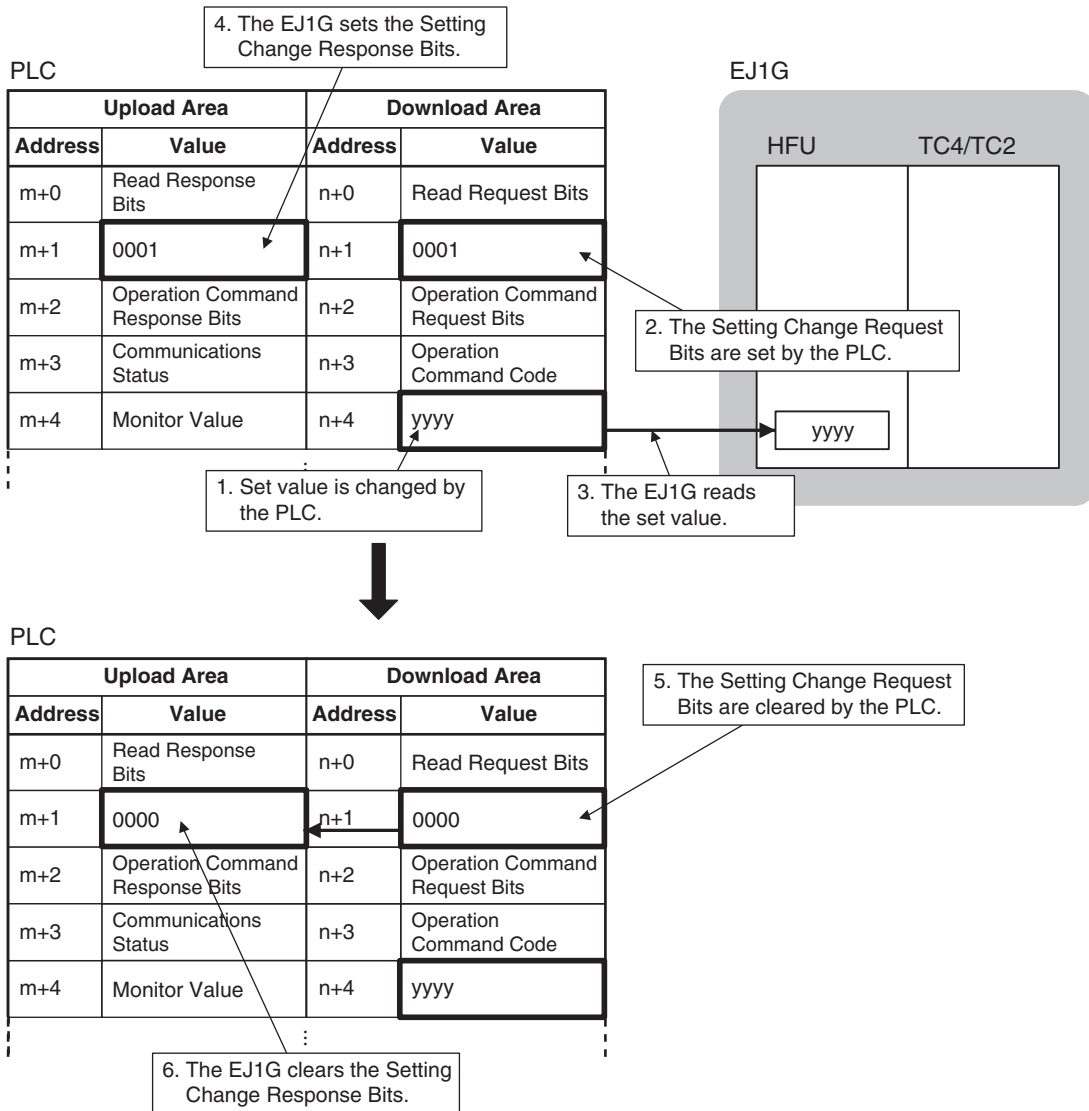 4. The EJ1G sets the Setting
Change Response Bits.
PLC
EJ1G
Upload Area Download Area
Address Value Address Value
HFU TC4/TC2
m+0 Read Response Bits n+0 Read Request Bits
m+1 0001 n+1 0001
m+2 Operation Command Response Bits n+2 Operation Command Request Bits
2. The Setting Change Request
Bits are set by the PLC.
m+3 Communications Status n+3 Operation Command Code
m+4 Monitor Value n+4 yyyy
yyyy
1. Set value is changed by
the PLC.
3. The EJ1G reads
the set value.
PLC
Upload Area Download Area
5. The Setting Change Request
Bits are cleared by the PLC.
Address Value Address Value
m+0 Read Response Bits n+0 Read Request Bits
m+1 0000 n+1 0000
m+2 Operation Command Response Bits n+2 Operation Command Request Bits
m+3 Communications Status n+3 Operation Command Code
m+4 Monitor Value n+4 yyyy
6. The EJ1G clears the Setting
Change Response Bits.